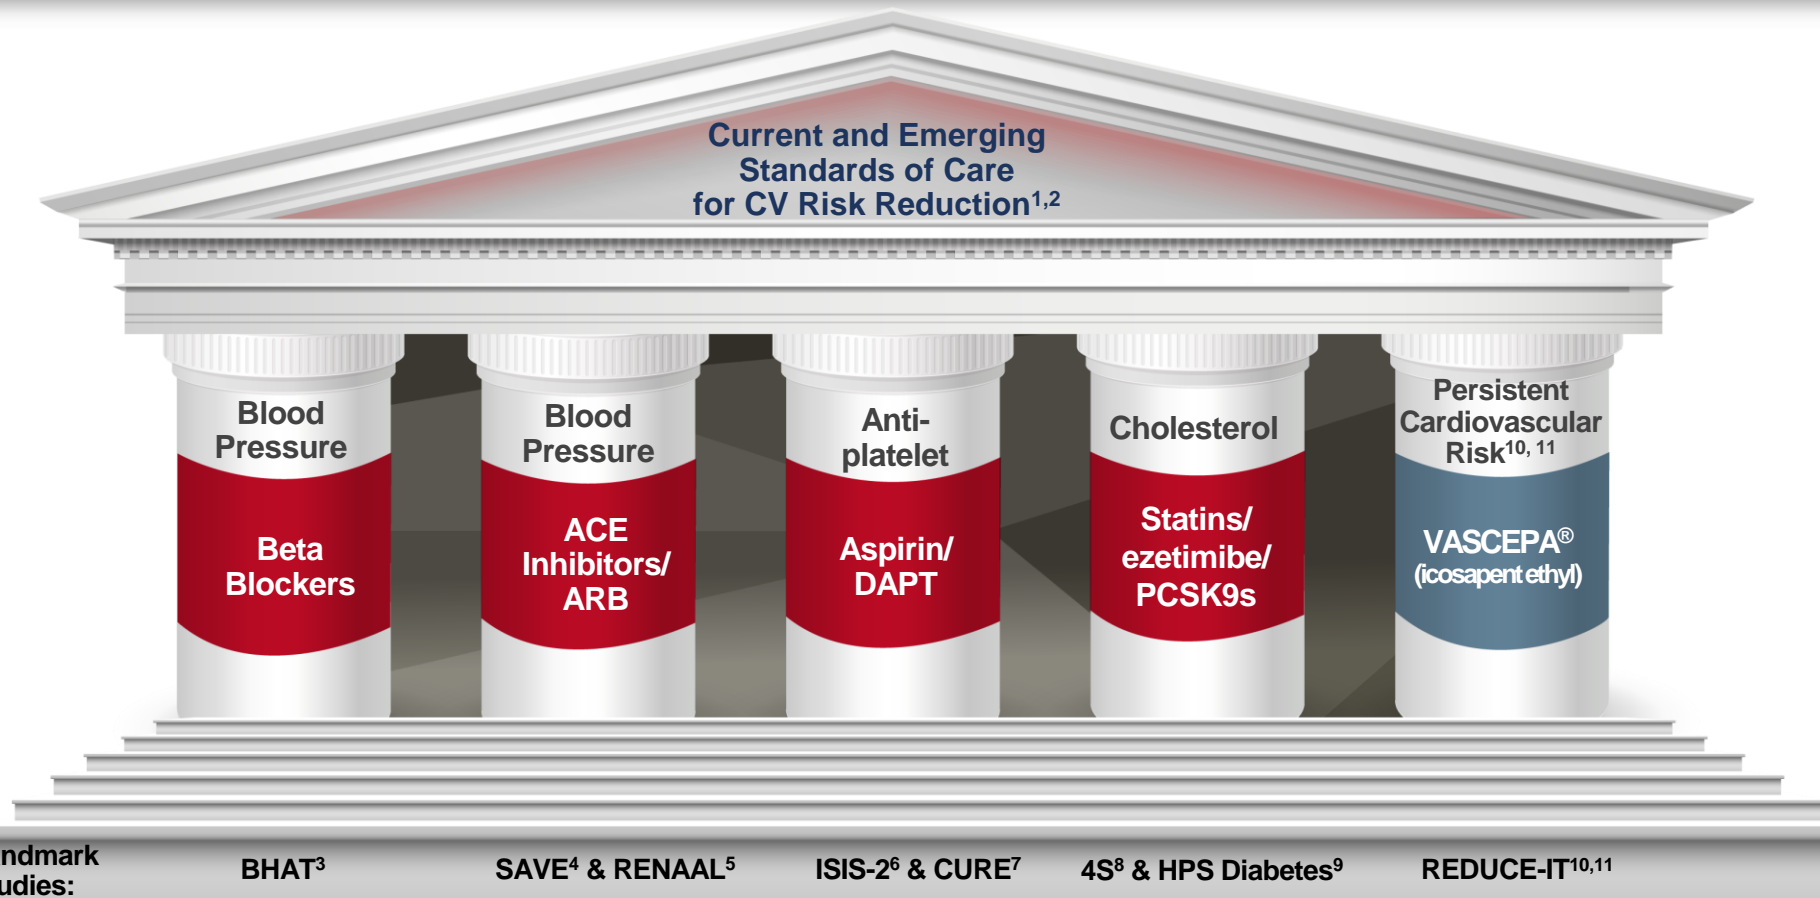 Current and Emerging
Standards of Care
for CV Risk Reduction1,2
Blood
Pressure
Beta
Blockers
Blood
Pressure
ACE
Inhibitors/
ARB
Anti-
platelet
Aspirin/
DAPT
Cholesterol
Statins/
ezetimibe/
PCSK9s
Persistent
Cardiovascular
Risk10, 11
VASCEPA®
(icosapent ethyl)
ndmark
udies:
BHAT3
SAVE4 & RENAAL5
ISIS-26 & CURE7
4S8 & HPS Diabetes9
REDUCE-IT10,11